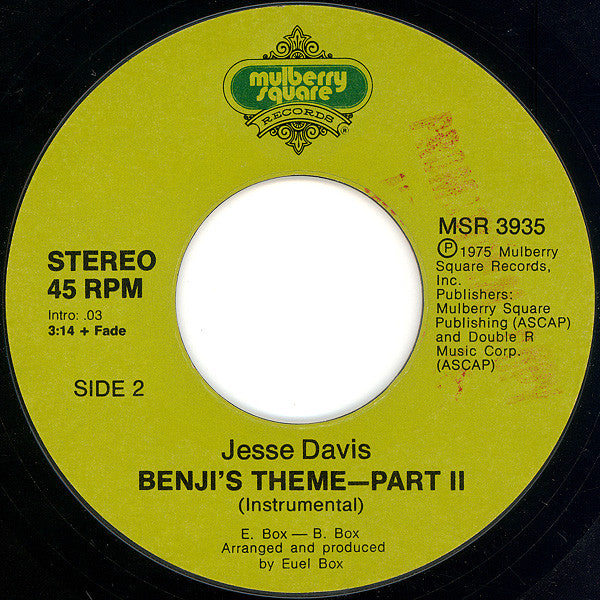 mulberry
square
RECORDS
®
STEREO
45 RPM
Intro: .03
3:14 + Fade
SIDE 2
MSR 3935
Ⓟ 1975 Mulberry
Square Records,
Inc.
Publishers:
Mulberry Square
Publishing (ASCAP)
and Double R
Music Corp.
(ASCAP)
Jesse Davis
BENJI'S THEME—PART II
(Instrumental)
E. Box — B. Box
Arranged and produced
by Euel Box